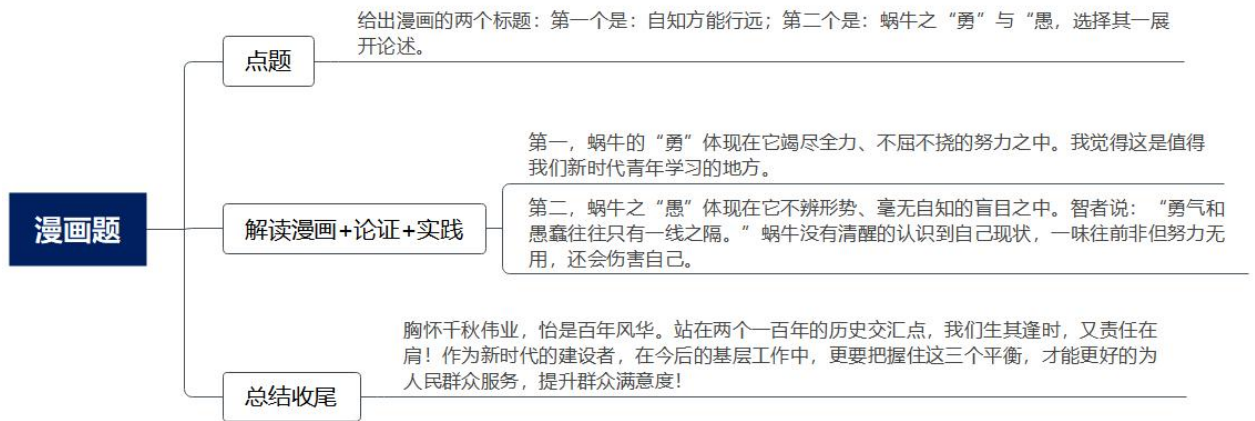 给出漫画的两个标题：第一个是：自知方能行远；第二个是：蜗牛之“勇”与“愚，选择其一展
开论述。
点题
第一，蜗牛的“勇”体现在它竭尽全力、不屈不挠的努力之中。我觉得这是值得
我们新时代青年学习的地方。
漫画题
解读漫画+论证+实践
第二，蜗牛之“愚”体现在它不辨形势、毫无自知的盲目之中。智者说：“勇气和
愚蠢往往只有一线之隔。”蜗牛没有清醒的认识到自己现状，一味往前非但努力无
用，还会伤害自己。
胸怀千秋伟业，恰是百年风华。站在两个一百年的历史交汇点，我们生其逢时，又责任在
肩！作为新时代的建设者，在今后的基层工作中，更要把握住这三个平衡，才能更好的为
人民群众服务，提升群众满意度！
总结收尾